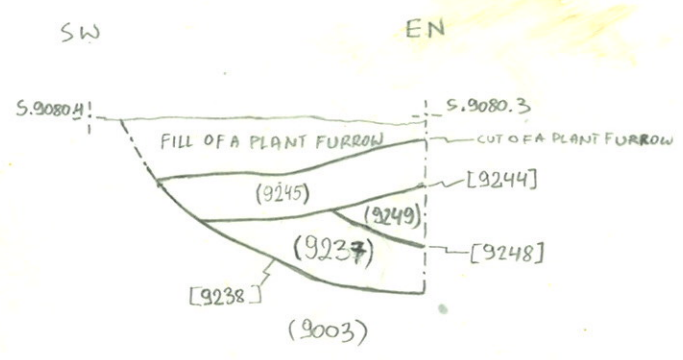 SW
EN
S.9080.4
S.9080.3
FILL OF A PLANT FURROW
CUT OF A PLANT FURROW
(9245)
[9244]
(9249)
(9237)
[9248]
[9238]
(9003)